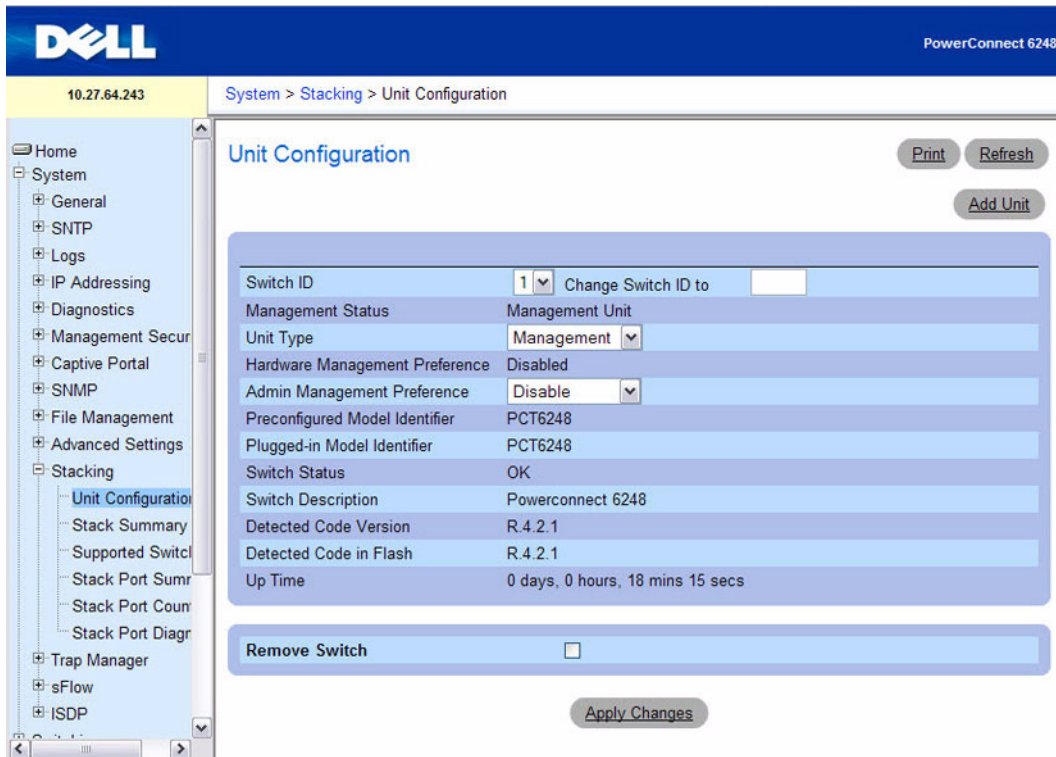 DELL
PowerConnect 6248
10.27.64.243
System > Stacking > Unit Configuration
Home
System
General
SNTP
Logs
IP Addressing
Diagnostics
Management Secur
Captive Portal
SNMP
File Management
Advanced Settings
Stacking
Unit Configuration
Stack Summary
Supported Switcl
Stack Port Sumr
Stack Port Coun
Stack Port Diagr
Trap Manager
sFlow
ISDP
Unit Configuration
Print Refresh
Add Unit
Switch ID 1 Change Switch ID to
Management Status Management Unit
Unit Type Management
Hardware Management Preference Disabled
Admin Management Preference Disable
Preconfigured Model Identifier PCT6248
Plugged-in Model Identifier PCT6248
Switch Status OK
Switch Description Powerconnect 6248
Detected Code Version R.4.2.1
Detected Code in Flash R.4.2.1
Up Time 0 days, 0 hours, 18 mins 15 secs
Remove Switch
Apply Changes